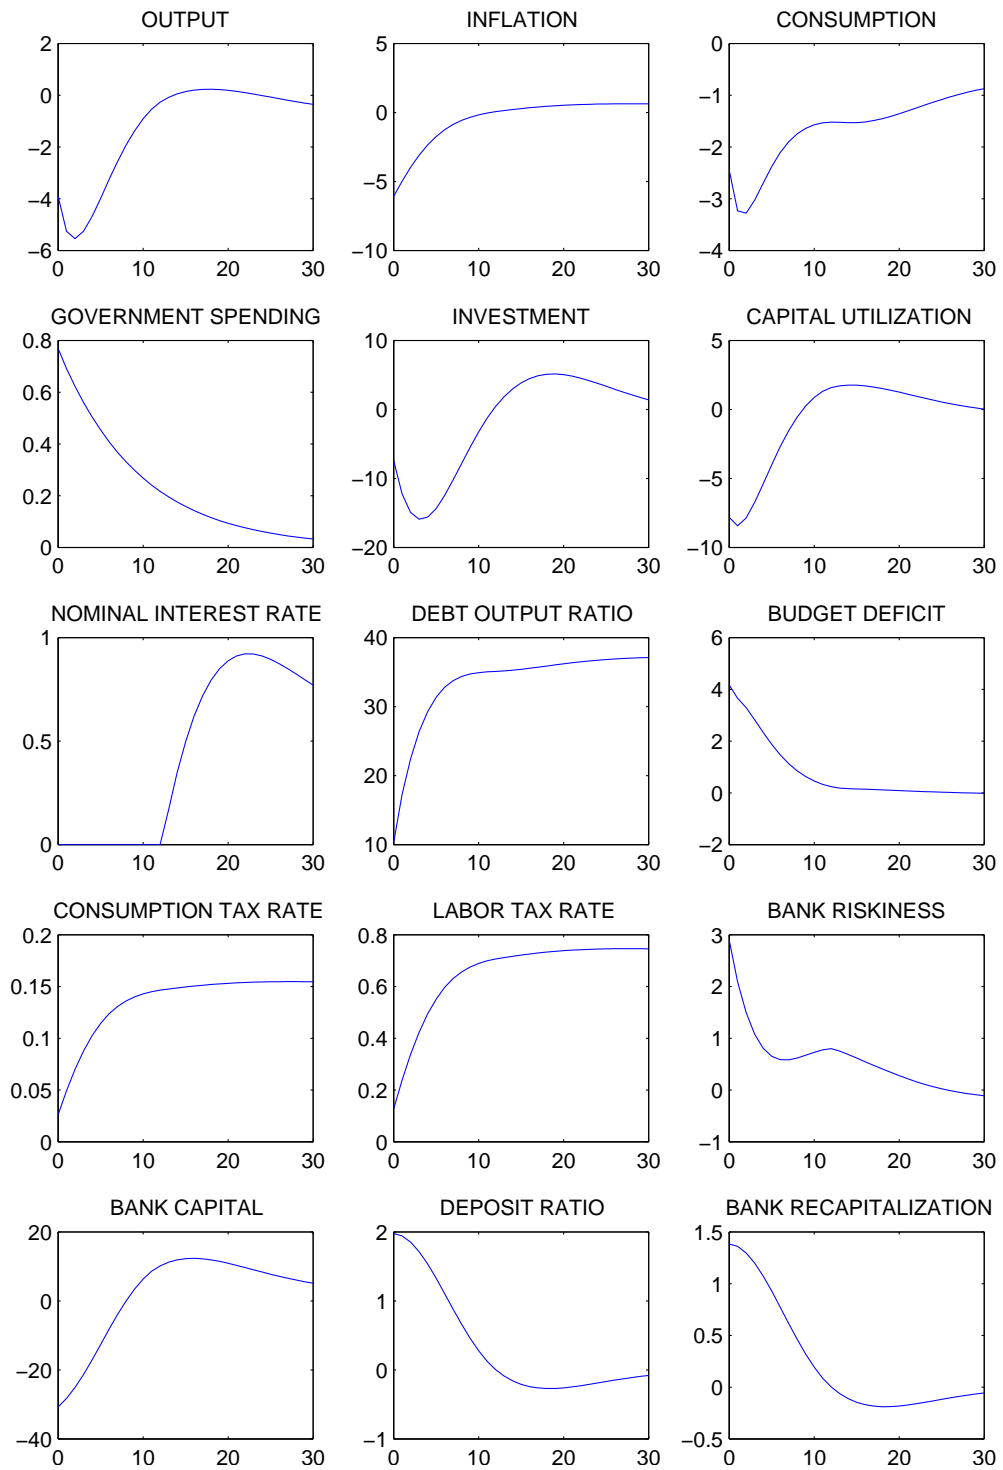 OUTPUT INFLATION CONSUMPTION
2 5 0
0 0 −1
−2 −2
−4 −5 −3
−6 −10 −4
0 10 20 30 0 10 20 30 0 10 20 30
GOVERNMENT SPENDING INVESTMENT CAPITAL UTILIZATION
0.8 10 5
0.6 0 0
0.4
0.2 −10 −5
0 −20 −10
0 10 20 30 0 10 20 30 0 10 20 30
NOMINAL INTEREST RATE DEBT OUTPUT RATIO BUDGET DEFICIT
1 40 6
30 4
0.5 2
20 0
0 10 −2
0 10 20 30 0 10 20 30 0 10 20 30
CONSUMPTION TAX RATE LABOR TAX RATE BANK RISKINESS
0.2 0.8 3
0.15 0.6 2
0.1 0.4 1
0.05 0.2 0
0 0 −1
0 10 20 30 0 10 20 30 0 10 20 30
BANK CAPITAL DEPOSIT RATIO BANK RECAPITALIZATION
20 2 1.5
0 1 1
0.5
−20 0 0
−40 −1 −0.5
0 10 20 30 0 10 20 30 0 10 20 30